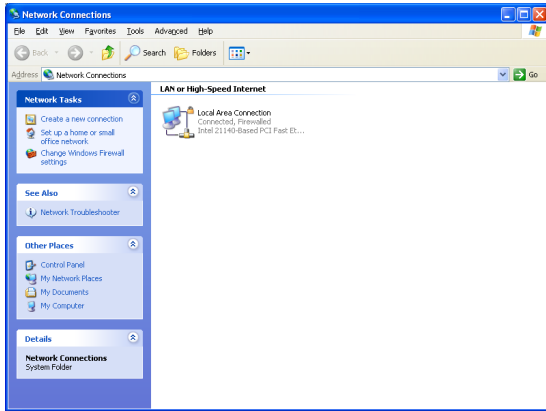 Network Connections
File Edit View Favorites Tools Advanced Help
Back Search Folders
Address Network Connections Go
Network Tasks
Create a new connection
Set up a home or small
office network
Change Windows Firewall
settings
See Also
Network Troubleshooter
Other Places
Control Panel
My Network Places
My Documents
My Computer
Details
Network Connections
System Folder
LAN or High-Speed Internet
Local Area Connection
Connected, Firewalled
Intel 21140-Based PCI Fast Et...